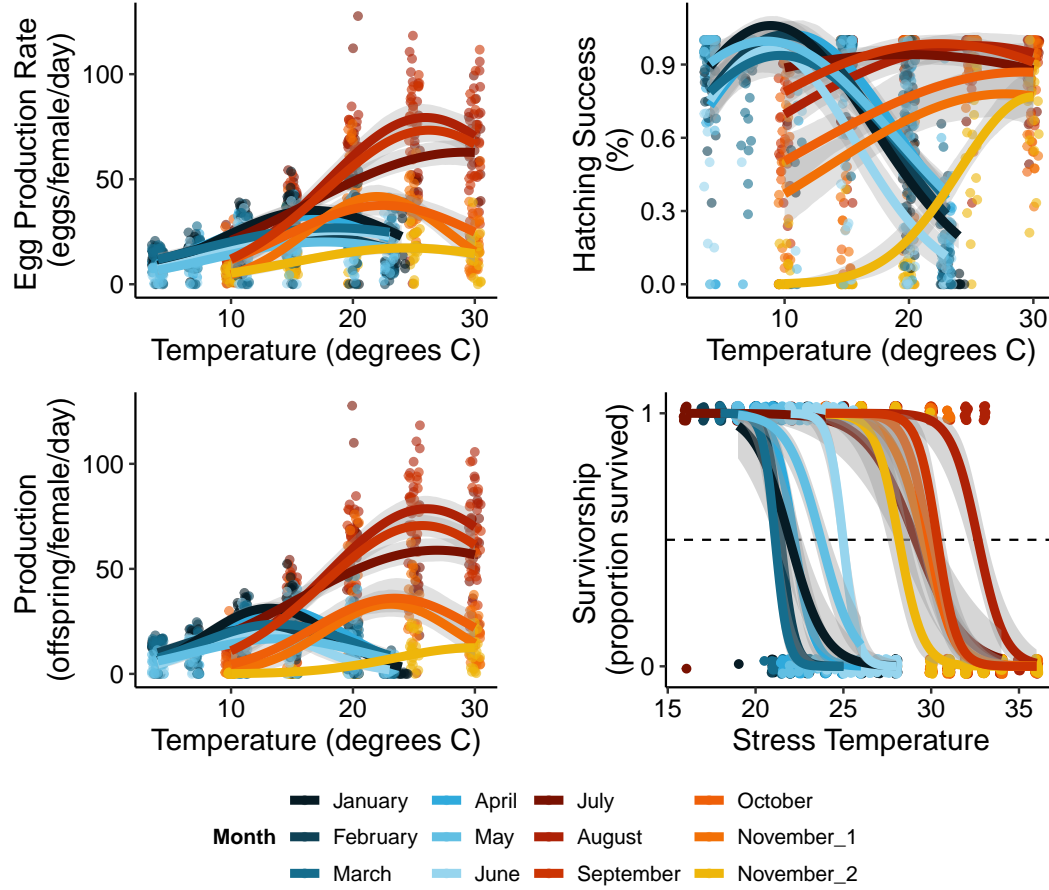 Egg Production Rate
(eggs/female/day)
100
50
0
10
20
30
Temperature (degrees C)
Hatching Success
(%)
0.9
0.6
0.3
0.0
10
20
30
Temperature (degrees C)
Production
(offspring/female/day)
100
50
0
10
20
30
Temperature (degrees C)
Survivorship
(proportion survived)
1
0
15
20
25
30
35
Stress Temperature
Month
January
February
March
April
May
June
July
August
September
October
November_1
November_2